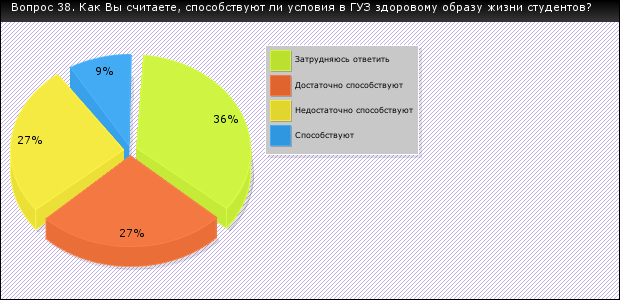 Вопрос 38. Как Вы считаете, способствуют ли условия в ГУЗ здоровому образу жизни студентов?
9%
36%
27%
27%
Затрудняюсь ответить
Достаточно способствуют
Недостаточно способствуют
Способствуют